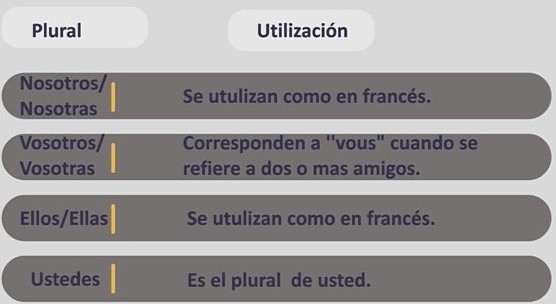 Plural
Utilización
Nosotros/
Nosotras
Se utulizan como en francés.
Vosotros/
Vosotras
Corresponden a "vous" cuando se
refiere a dos o mas amigos.
Ellos/Ellas
Se utulizan como en francés.
Ustedes
Es el plural de usted.